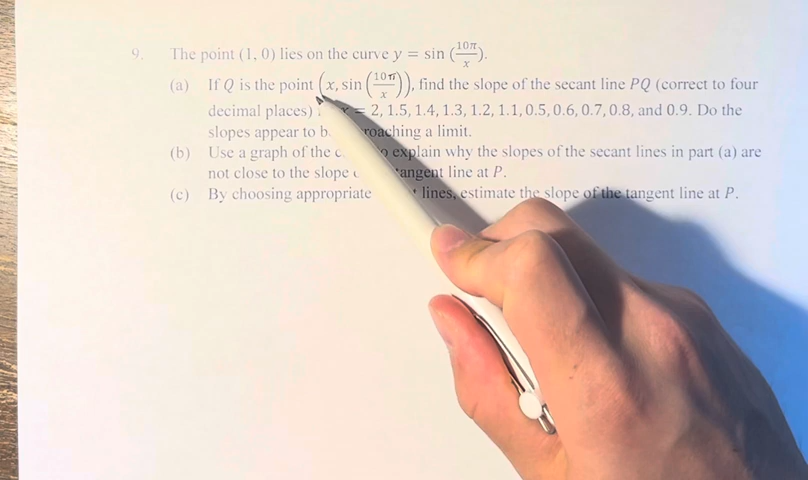 9. The point (1, 0) lies on the curve y = sin (10π/x).
(a) If Q is the point (x, sin (10π/x)), find the slope of the secant line PQ (correct to four
decimal places) x = 2, 1.5, 1.4, 1.3, 1.2, 1.1, 0.5, 0.6, 0.7, 0.8, and 0.9. Do the
slopes appear to b roaching a limit.
(b) Use a graph of the c o explain why the slopes of the secant lines in part (a) are
not close to the slope tangent line at P.
(c) By choosing appropriate lines, estimate the slope of the tangent line at P.